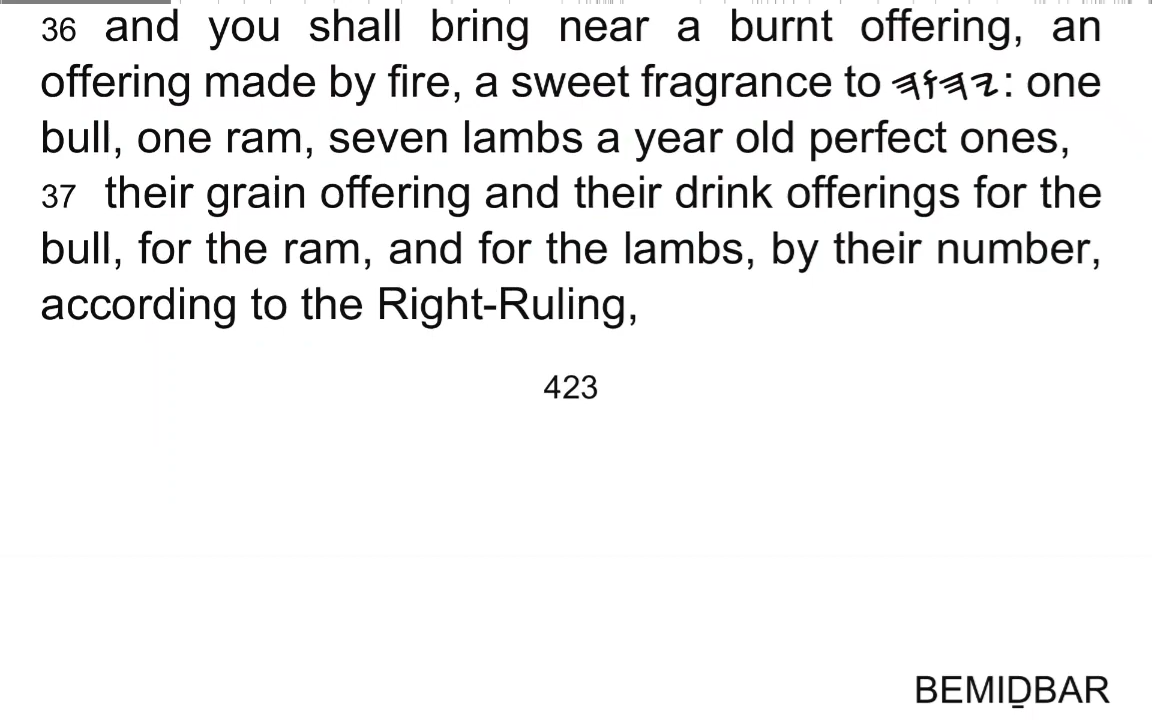 36 and you shall bring near a burnt offering, an
offering made by fire, a sweet fragrance to 𐤉𐤄𐤅𐤄: one
bull, one ram, seven lambs a year old perfect ones,
37 their grain offering and their drink offerings for the
bull, for the ram, and for the lambs, by their number,
according to the Right-Ruling,
423
BEMIḎBAR